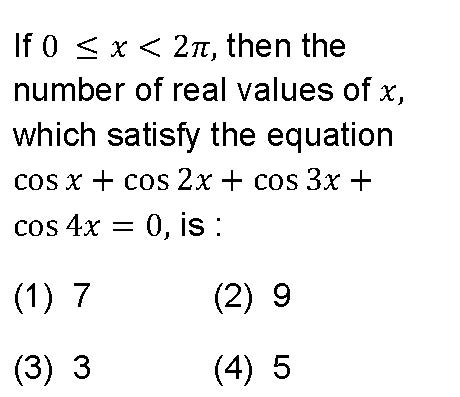 If 0 ≤ x < 2π, then the
number of real values of x,
which satisfy the equation
cos x + cos 2x + cos 3x +
cos 4x = 0, is :
(1) 7 (2) 9
(3) 3 (4) 5